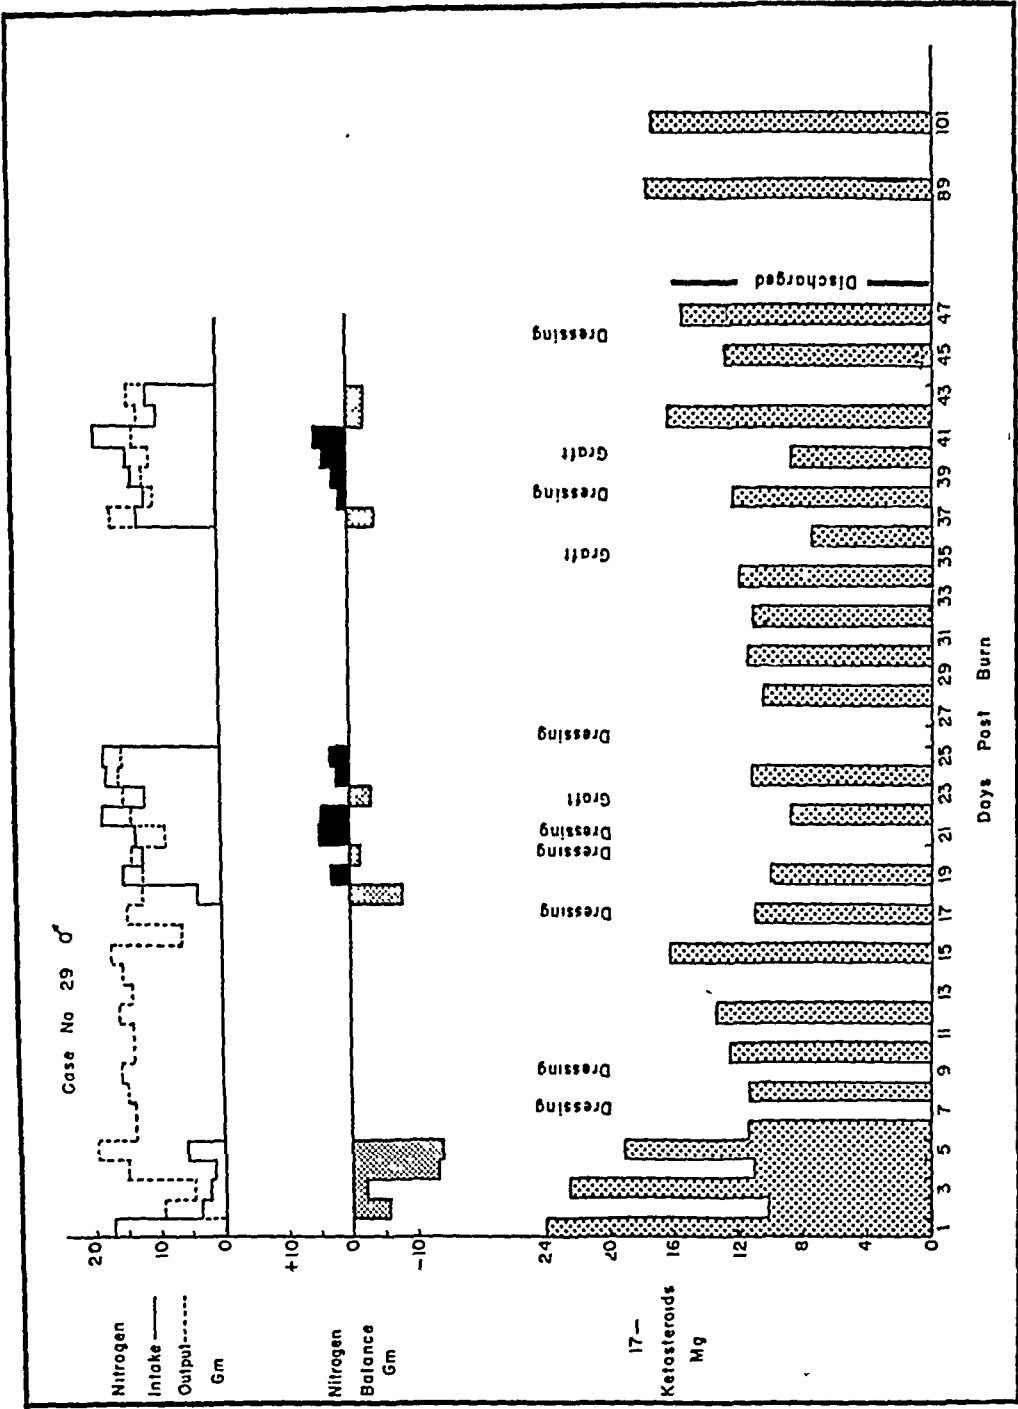 Case No 29 ♂
Nitrogen
Intake
Output
Gm
20
10
0
Nitrogen
Balance
Gm
+10
0
-10
Dressing
Dressing
Dressing
Dressing
Dressing
Graft
Dressing
Graft
Dressing
Graft
Dressing
Discharged
17-
Ketosteroids
Mg
24
20
16
12
8
4
0
1 3 5 7 9 11 13 15 17 19 21 23 25 27 29 31 33 35 37 39 41 43 45 47 89 101
Days Post Burn